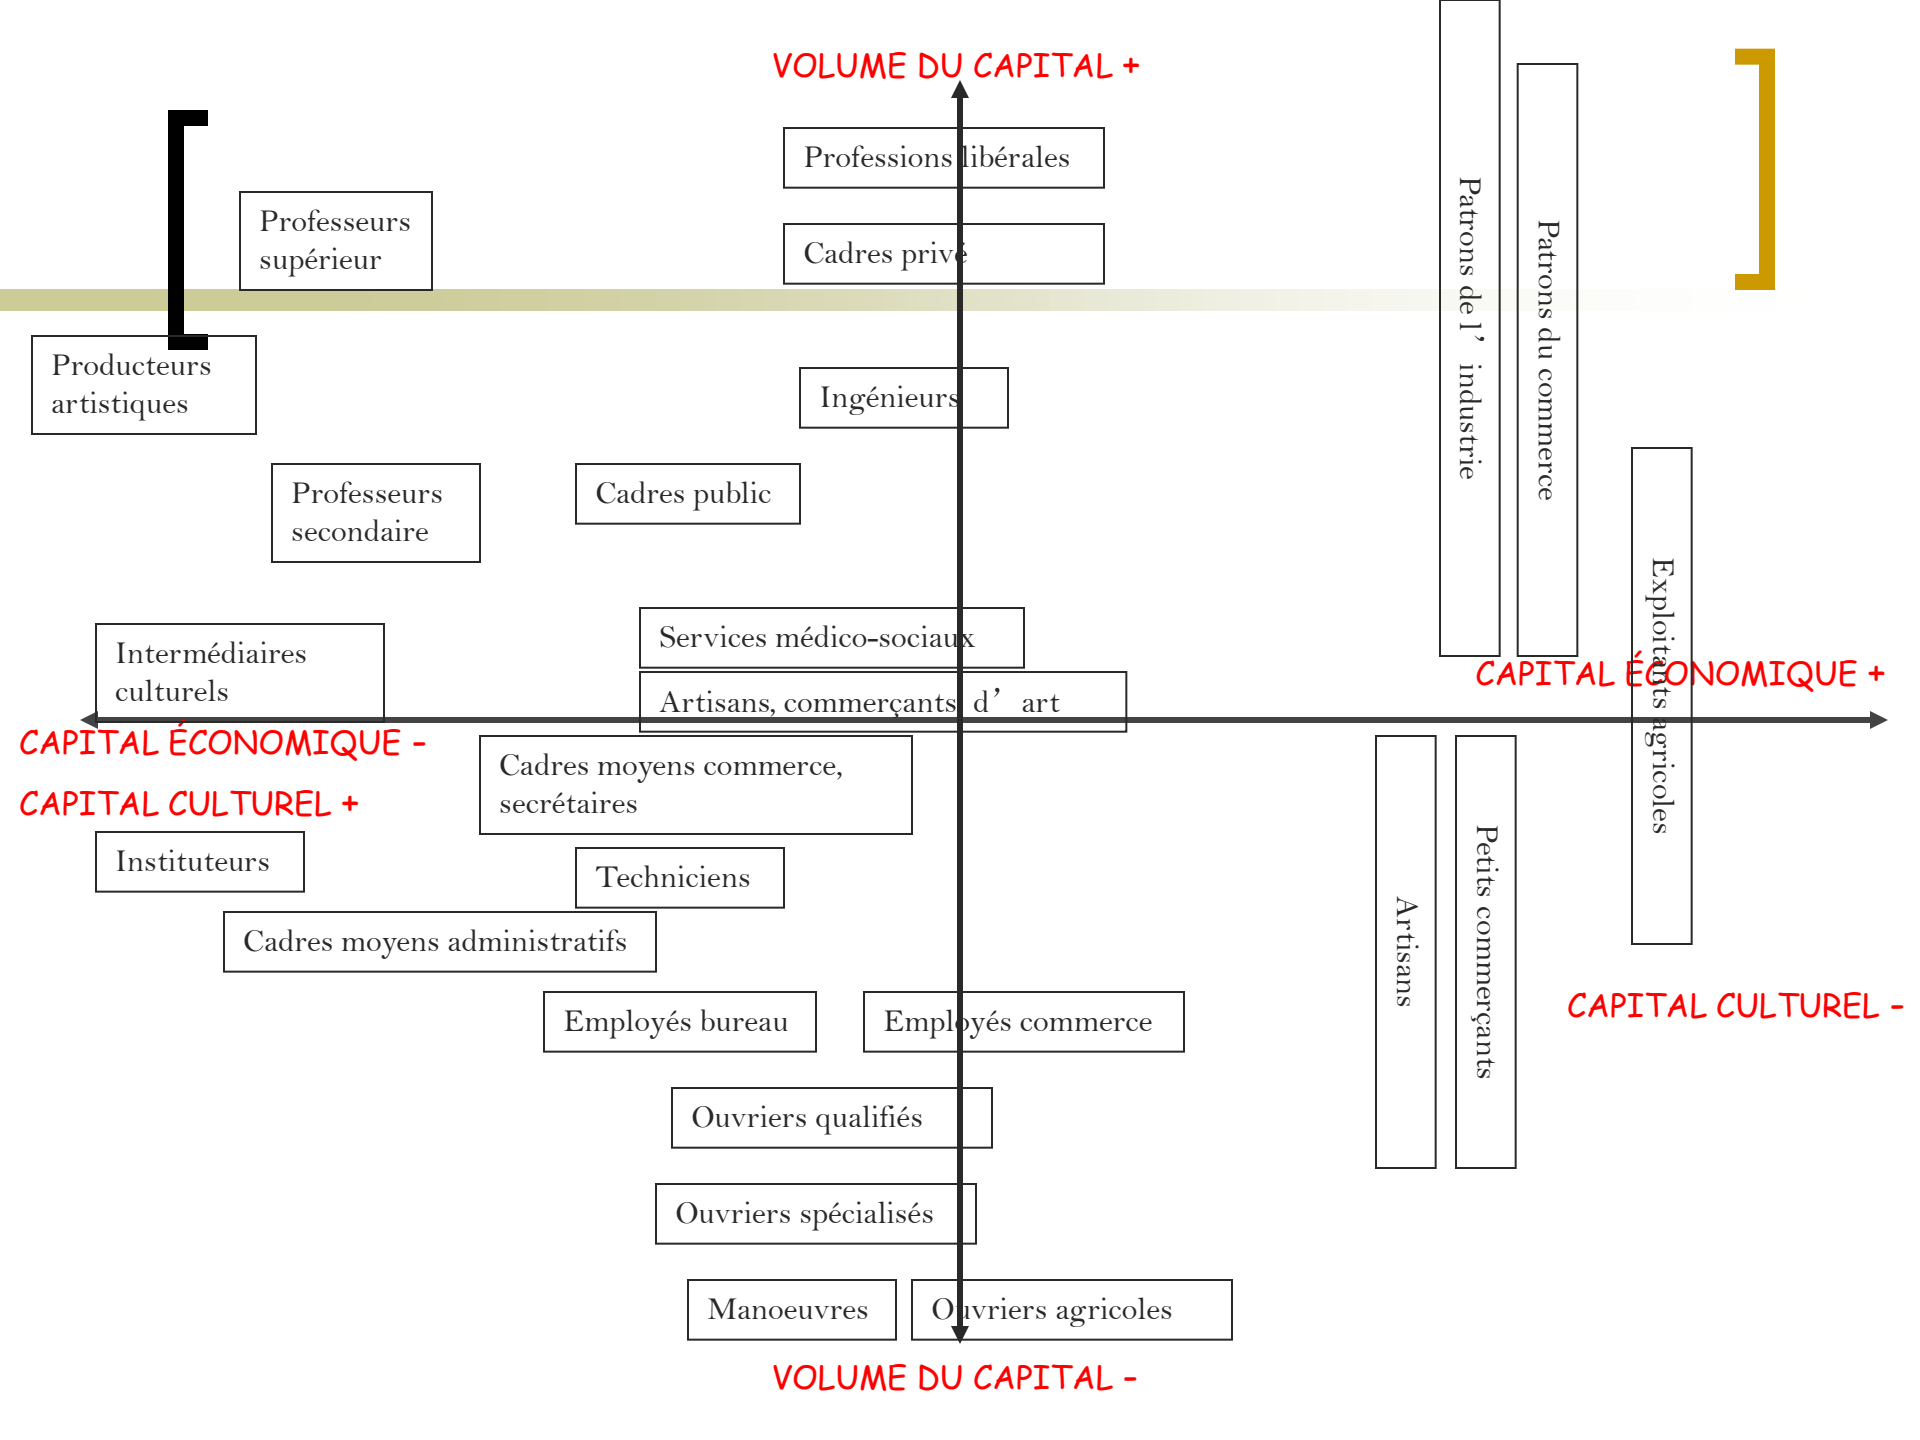 VOLUME DU CAPITAL +
Professions libérales
Professeurs
supérieur
Cadres privé
Patrons de l’industrie
Patrons du commerce
Producteurs
artistiques
Ingénieurs
Professeurs
secondaire
Cadres public
Exploitants agricoles
Services médico-sociaux
Intermédiaires
culturels
Artisans, commerçants d’art
CAPITAL ÉCONOMIQUE +
CAPITAL ÉCONOMIQUE -
CAPITAL CULTUREL +
Cadres moyens commerce,
secrétaires
Instituteurs
Techniciens
Artisans
Petits commerçants
Cadres moyens administratifs
CAPITAL CULTUREL -
Employés bureau
Employés commerce
Ouvriers qualifiés
Ouvriers spécialisés
Manoeuvres
Ouvriers agricoles
VOLUME DU CAPITAL -